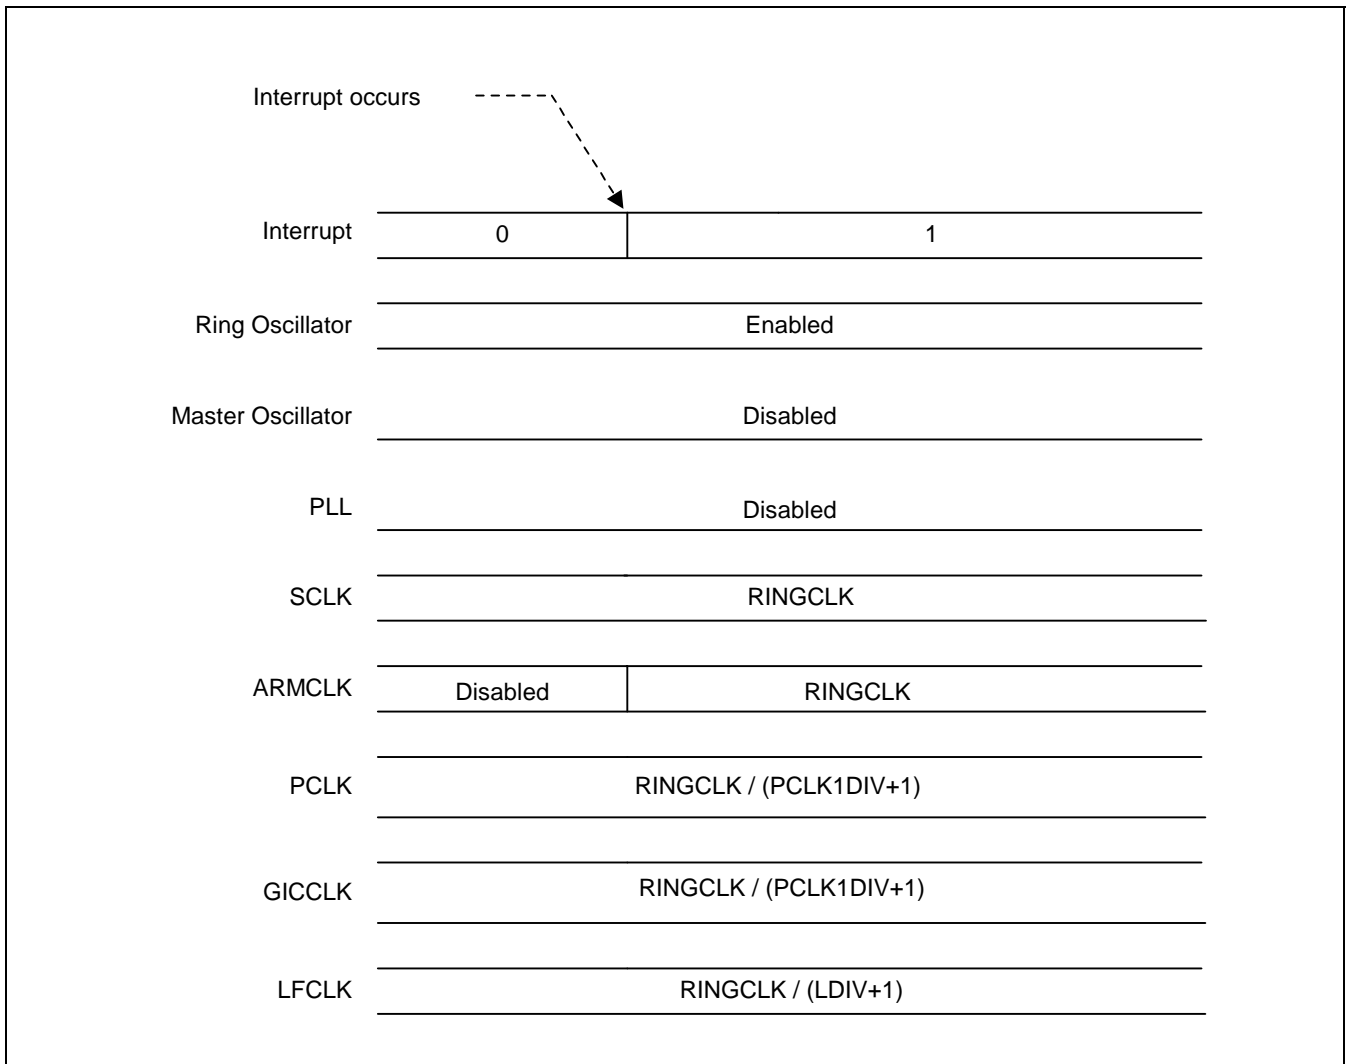 Interrupt occurs
Interrupt 0 1
Ring Oscillator Enabled
Master Oscillator Disabled
PLL Disabled
SCLK RINGCLK
ARMCLK Disabled RINGCLK
PCLK RINGCLK / (PCLK1DIV+1)
GICCLK RINGCLK / (PCLK1DIV+1)
LFCLK RINGCLK / (LDIV+1)